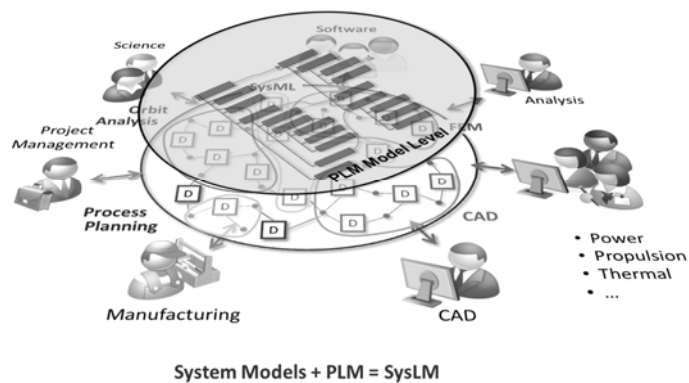 Software
Science
SysML
Orbit
Analysis
Analysis
FEM
Project
Management
PLM Model Level
D
D
D
D
D
D
D
D
D
D
D
D
Process
Planning
CAD
• Power
• Propulsion
• Thermal
• ...
Manufacturing
CAD
System Models + PLM = SysLM